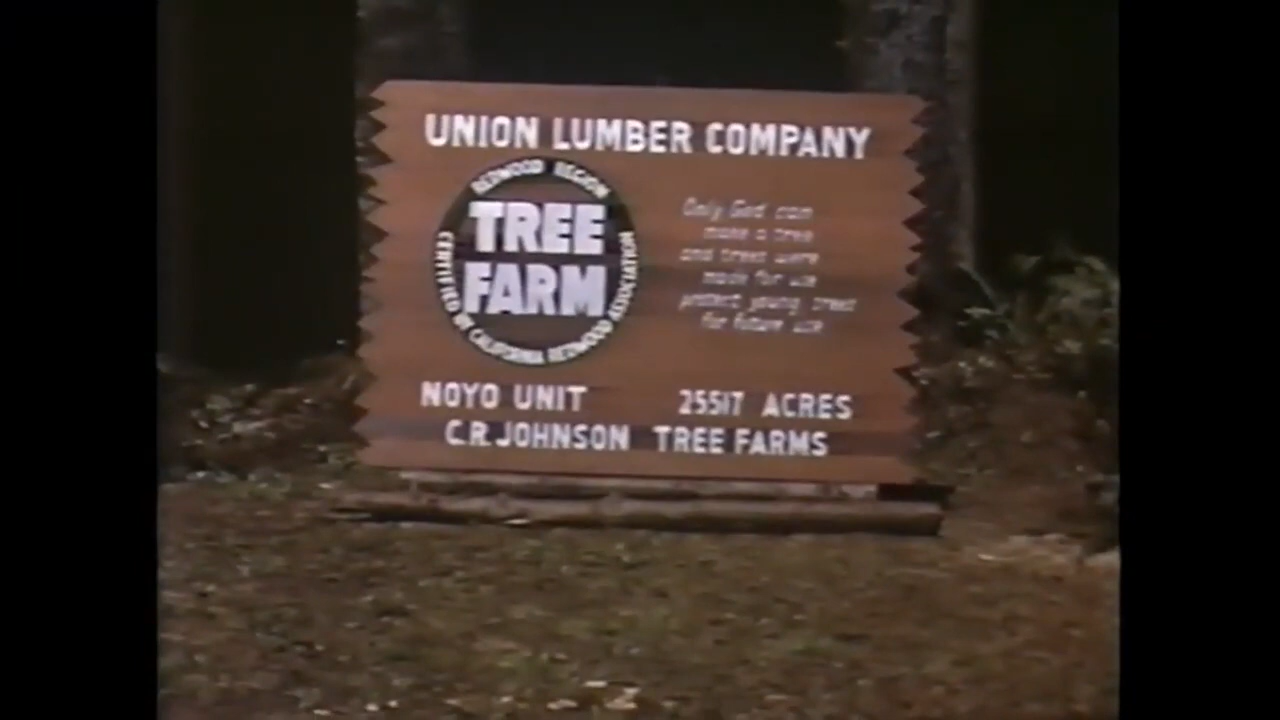 UNION LUMBER COMPANY
REDWOOD REGION
TREE
FARM
CERTIFIED BY CALIFORNIA REDWOOD ASSOCIATION
Only God can
make a tree
and trees were
made for use
protect young trees
for future use
NOYO UNIT 25517 ACRES
C.R. JOHNSON TREE FARMS